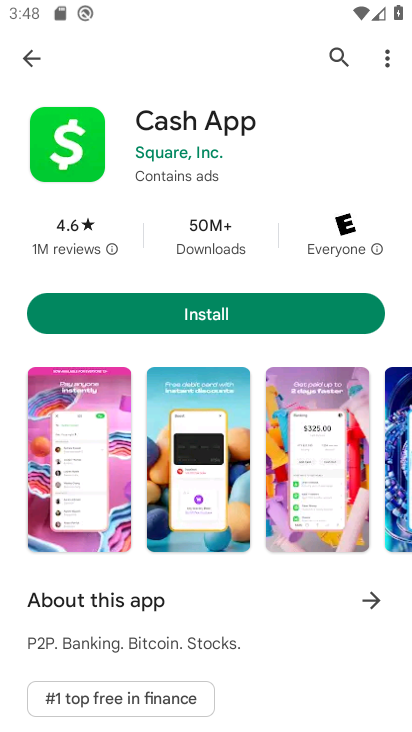 3:48
Cash App
Square, Inc.
Contains ads
4.6★
1M reviews
50M+
Downloads
E
Everyone
Install
Pay anyone
instantly
Free debit card with
instant discounts
Get paid up to
2 days faster
$325.00
About this app
P2P. Banking. Bitcoin. Stocks.
#1 top free in finance